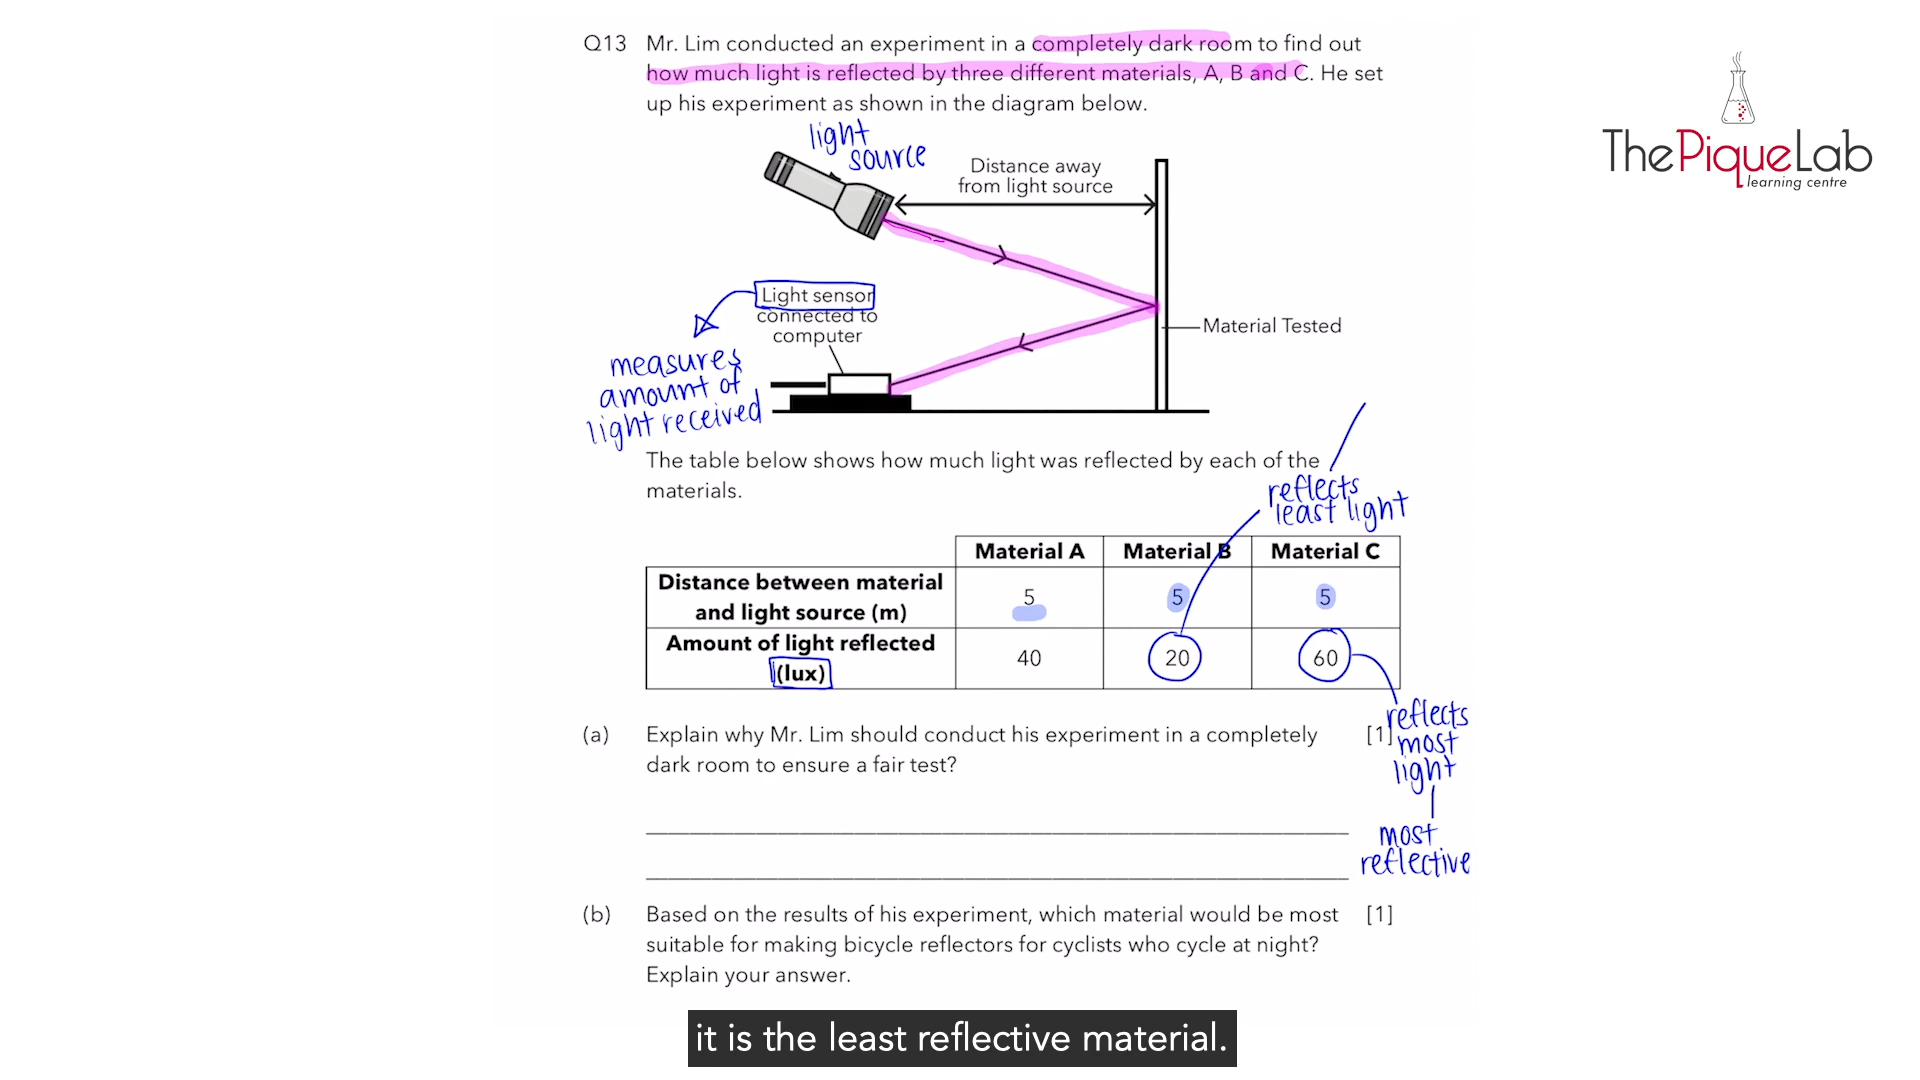 Q13 Mr. Lim conducted an experiment in a completely dark room to find out
how much light is reflected by three different materials, A, B and C. He set
up his experiment as shown in the diagram below.
ThePiqueLab
learning centre
light
source
Distance away
from light source
Light sensor
connected to
computer
measures
amount of
light received
Material Tested
The table below shows how much light was reflected by each of the
materials.
reflects
least light
Material A Material B Material C
Distance between material
and light source (m) 5 5 5
Amount of light reflected
(lux) 40 20 60
reflects
most
light
most
reflective
(a) Explain why Mr. Lim should conduct his experiment in a completely [1]
dark room to ensure a fair test?
(b) Based on the results of his experiment, which material would be most [1]
suitable for making bicycle reflectors for cyclists who cycle at night?
Explain your answer.
it is the least reflective material.